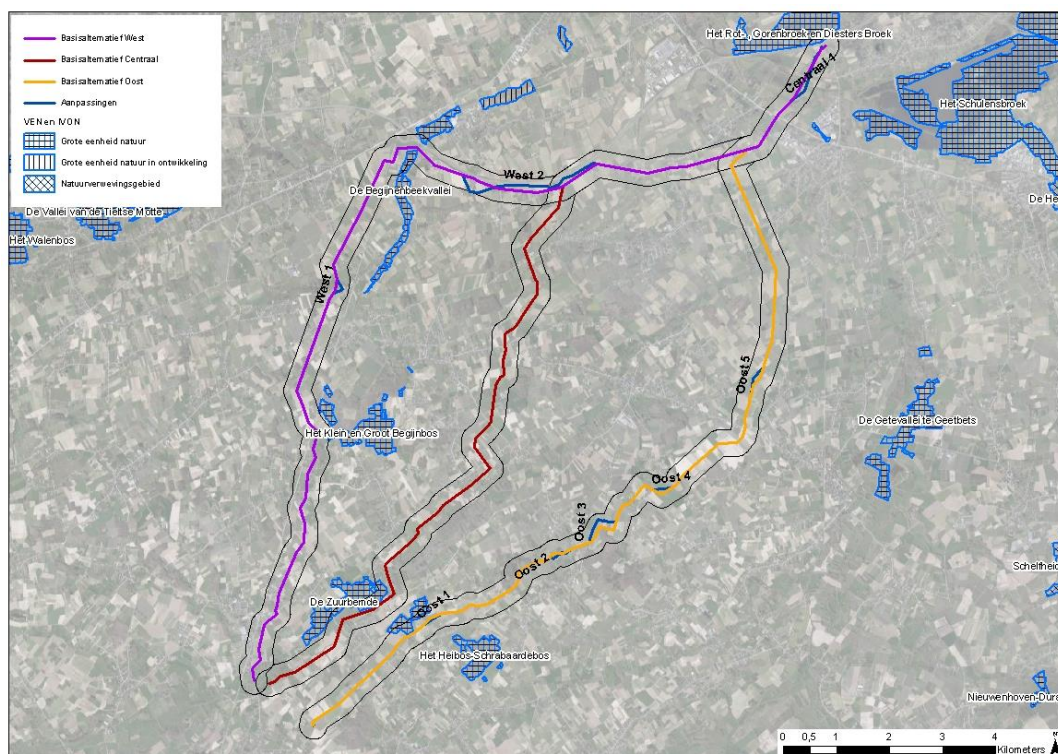 Basisalternatief West
Basisalternatief Centraal
Basisalternatief Oost
Aanpassingen
VEN en IVON
Grote eenheid natuur
Grote eenheid natuur in ontwikkeling
Natuurverwevingsgebied
Het Rot-, Gorenbroek en Diesters Broek
Centraal 1
Het Schulensbroek
West 2
De Begijnenbeekvallei
De He
De Vallei van de Tieltse Motte
Het Walenbos
West 1
Oost 5
De Getevallei te Geetbets
Het Klein en Groot Begijnbos
Oost 4
Oost 3
Oost 2
Schelfheid
De Zuurbemde
Oost 1
Het Heibos-Schrabaardebos
Nieuwenhoven-Dura
0 0,5 1 2 3 4
Kilometers